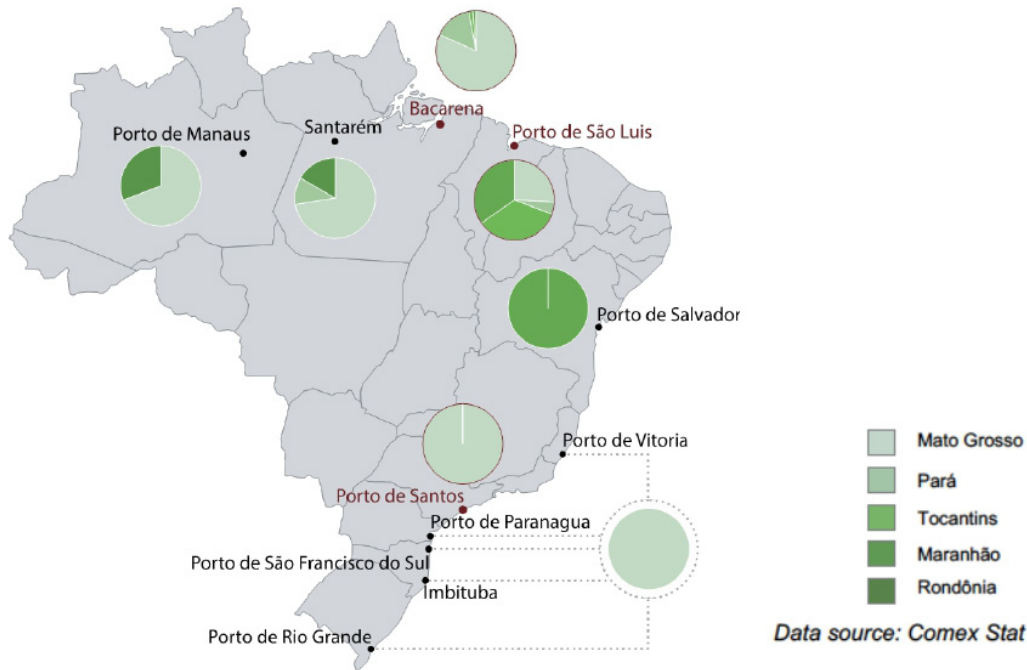 Bacarena
Porto de Manaus
Santarém
Porto de São Luis
Porto de Salvador
Porto de Vitoria
Porto de Santos
Porto de Paranagua
Porto de São Francisco do Sul
Imbituba
Porto de Rio Grande
Mato Grosso
Pará
Tocantins
Maranhão
Rondônia
Data source: Comex Stat